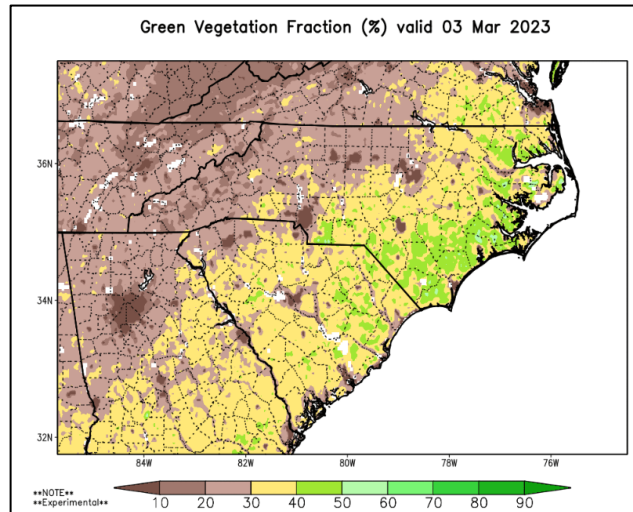 Green Vegetation Fraction (%) valid 03 Mar 2023
36N
34N
32N
84W 82W 80W 78W 76W
**NOTE**
**Experimental**
10 20 30 40 50 60 70 80 90